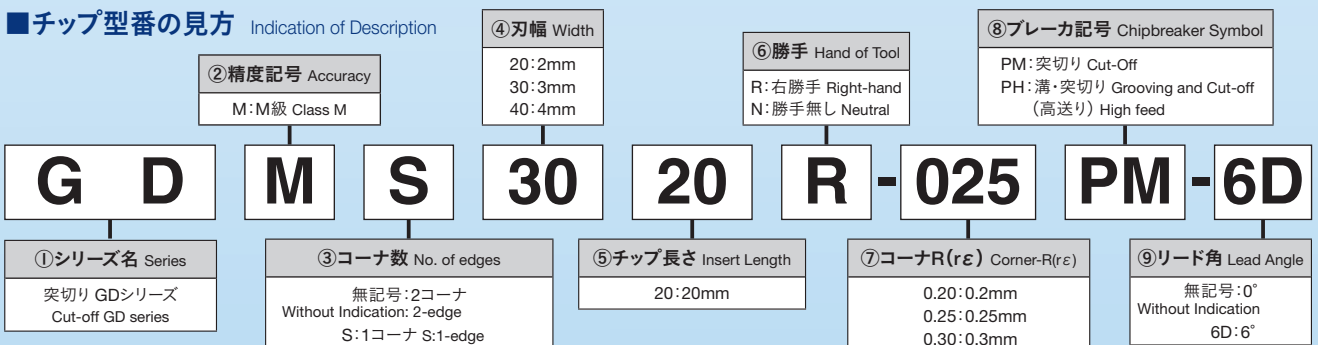 ■チップ型番の見方 Indication of Description
②精度記号 Accuracy
M：M級 Class M
④刃幅 Width
20：2mm
30：3mm
40：4mm
⑥勝手 Hand of Tool
R：右勝手 Right-hand
N：勝手無し Neutral
⑧ブレーカ記号 Chipbreaker Symbol
PM：突切り Cut-Off
PH：溝・突切り Grooving and Cut-off
（高送り）High feed
G D M S 30 20 R - 025 PM - 6D
①シリーズ名 Series
突切り GDシリーズ
Cut-off GD series
③コーナ数 No. of edges
無記号：2コーナ
Without Indication: 2-edge
S：1コーナ S:1-edge
⑤チップ長さ Insert Length
20：20mm
⑦コーナR（rε）Corner-R(rε)
0.20：0.2mm
0.25：0.25mm
0.30：0.3mm
⑨リード角 Lead Angle
無記号：0°
Without Indication
6D：6°